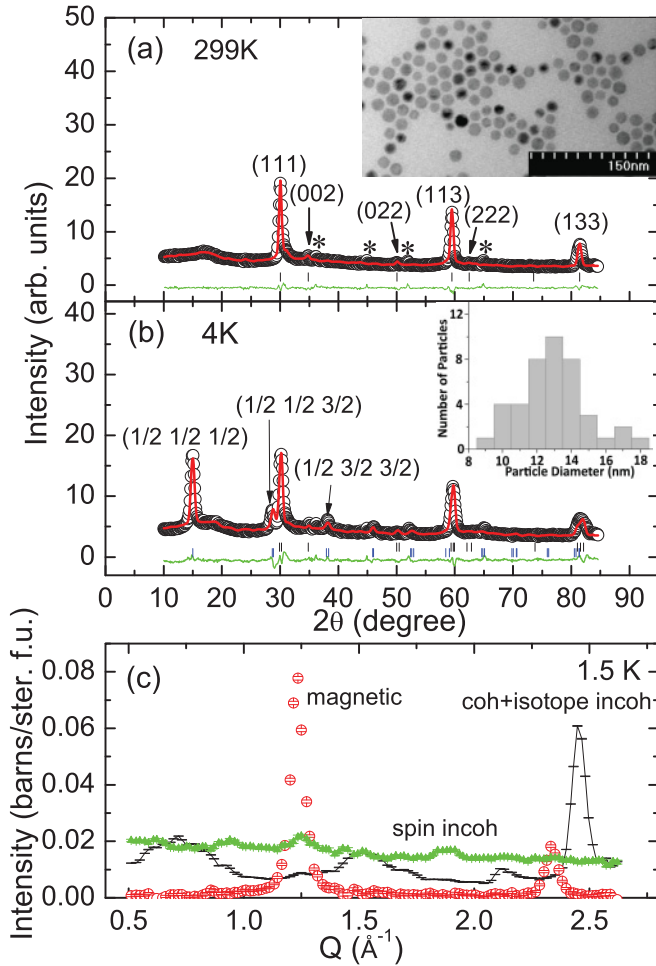 50
(a) 299K
40
30
150nm
20
(111)
(002)
(022)
(113)
(222)
(133)
10
* * * *
0
Intensity (arb. units)
(b) 4K
40
30
20
10
0
(1/2 1/2 1/2)
(1/2 1/2 3/2)
(1/2 3/2 3/2)
Number of Particles
12
8
4
0
8 10 12 14 16 18
Particle Diameter (nm)
0 10 20 30 40 50 60 70 80 90
2θ (degree)
(c)
1.5 K
magnetic
coh+isotope incoh
spin incoh
0.08
0.06
0.04
0.02
0.00
Intensity (barns/ster. f.u.)
0.5 1.0 1.5 2.0 2.5
Q (Å⁻¹)